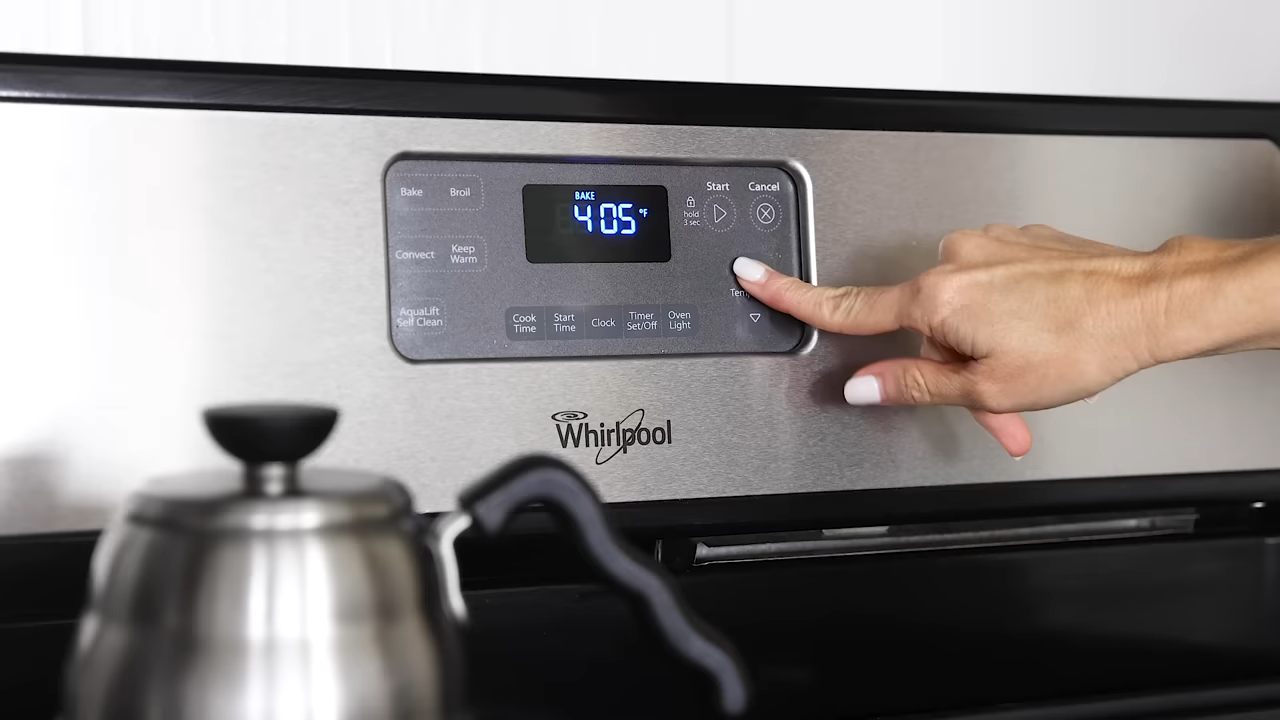 Bake Broil
BAKE
405°F
hold
3 sec
Start Cancel
Convect
Keep
Warm
AquaLift
Self Clean
Cook
Time
Start
Time
Clock
Timer
Set/Off
Oven
Light
Whirlpool